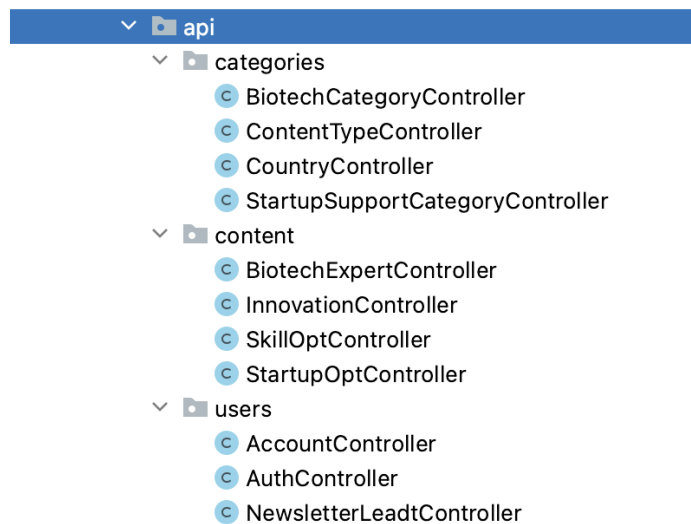 api
categories
C BiotechCategoryController
C ContentTypeController
C CountryController
C StartupSupportCategoryController
content
C BiotechExpertController
C InnovationController
C SkillOptController
C StartupOptController
users
C AccountController
C AuthController
C NewsletterLeadtController